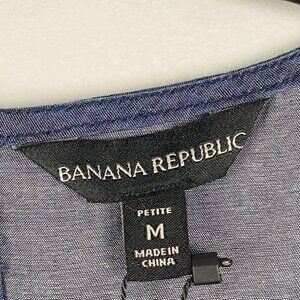 BANANA REPUBLIC
PETITE
M
MADE IN
CHINA